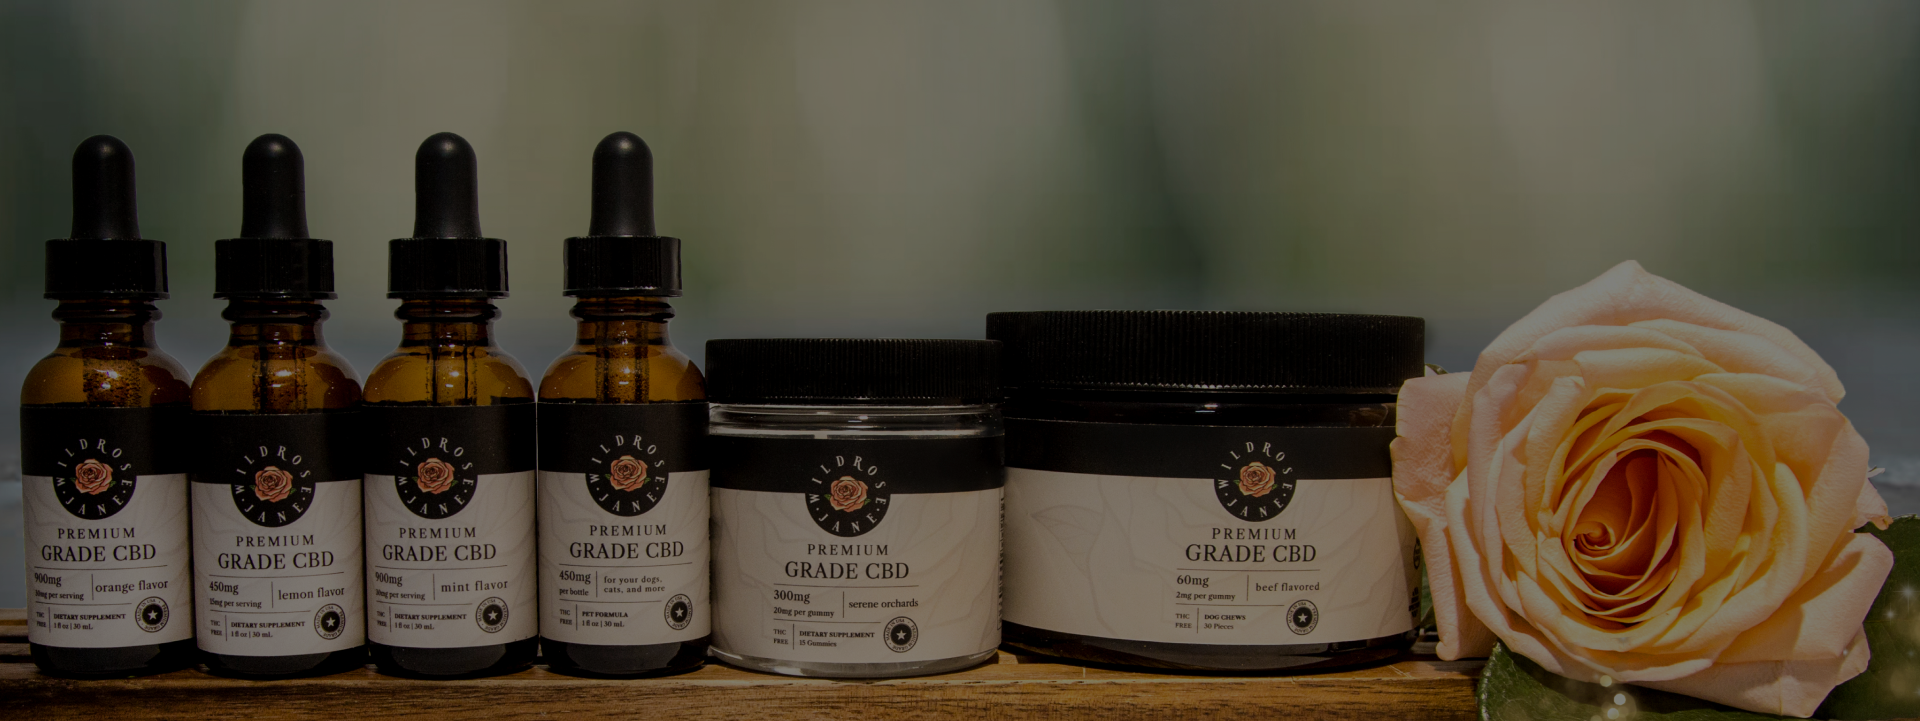 WILDROSE
JANE
PREMIUM
GRADE CBD
900mg
orange flavor
per serving
THC
FREE
DIETARY SUPPLEMENT
1 fl oz | 30 mL
WILDROSE
JANE
PREMIUM
GRADE CBD
450mg
lemon flavor
15mg per serving
THC
FREE
DIETARY SUPPLEMENT
1 fl oz | 30 mL
WILDROSE
JANE
PREMIUM
GRADE CBD
900mg
mint flavor
per serving
THC
FREE
DIETARY SUPPLEMENT
1 fl oz | 30 mL
WILDROSE
JANE
PREMIUM
GRADE CBD
450mg
per bottle
for your dogs,
cats, and more
THC
FREE
PET FORMULA
1 fl oz | 30 mL
WILDROSE
JANE
PREMIUM
GRADE CBD
300mg
20mg per gummy
serene orchards
THC
FREE
DIETARY SUPPLEMENT
15 Gummies
WILDROSE
JANE
PREMIUM
GRADE CBD
60mg
2mg per gummy
beef flavored
THC
FREE
DOG CHEWS
30 Pieces